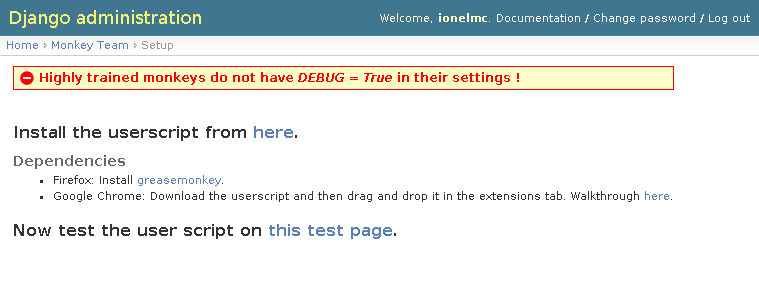 Django administration
Welcome, ionelmc. Documentation / Change password / Log out
Home › Monkey Team › Setup
Highly trained monkeys do not have DEBUG = True in their settings !
Install the userscript from here.
Dependencies
• Firefox: Install greasemonkey.
• Google Chrome: Download the userscript and then drag and drop it in the extensions tab. Walkthrough here.
Now test the user script on this test page.